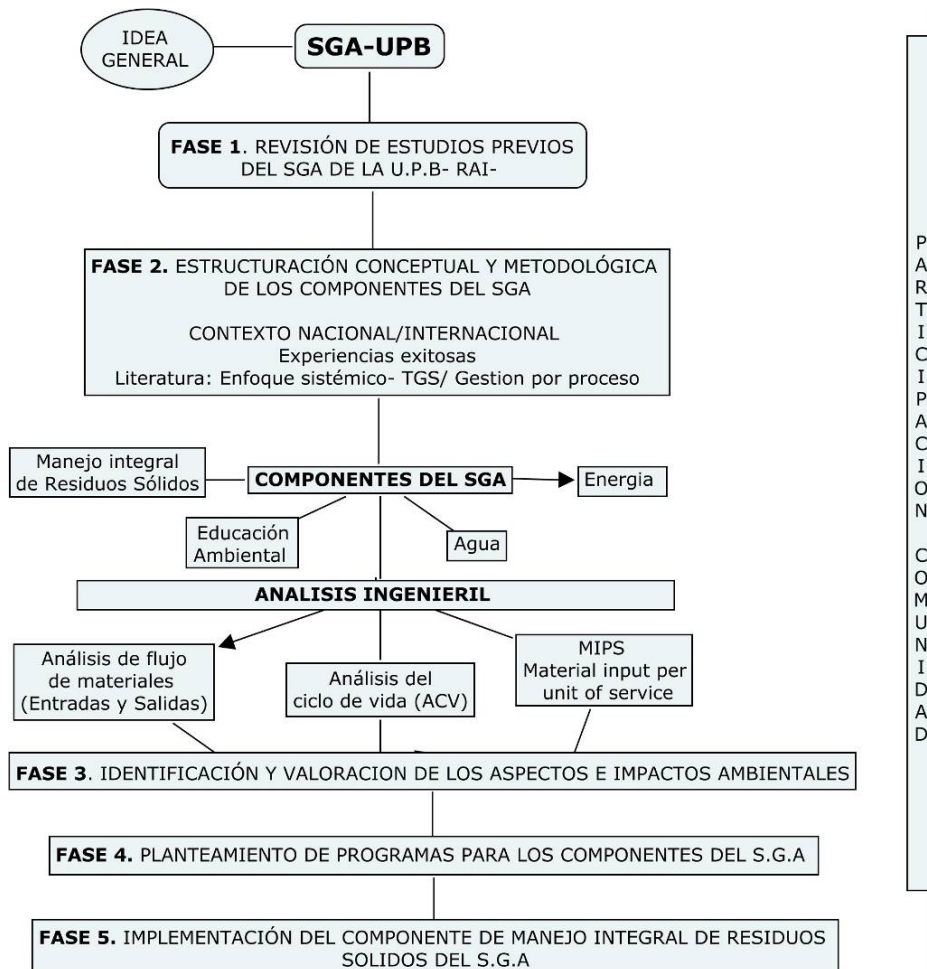 IDEA
GENERAL
SGA-UPB
FASE 1. REVISIÓN DE ESTUDIOS PREVIOS
DEL SGA DE LA U.P.B- RAI-
FASE 2. ESTRUCTURACIÓN CONCEPTUAL Y METODOLÓGICA
DE LOS COMPONENTES DEL SGA
CONTEXTO NACIONAL/INTERNACIONAL
Experiencias exitosas
Literatura: Enfoque sistémico- TGS/ Gestion por proceso
Manejo integral
de Residuos Sólidos
COMPONENTES DEL SGA
Energia
Educación
Ambiental
Agua
ANALISIS INGENIERIL
Análisis de flujo
de materiales
(Entradas y Salidas)
Análisis del
ciclo de vida (ACV)
MIPS
Material input per
unit of service
FASE 3. IDENTIFICACIÓN Y VALORACION DE LOS ASPECTOS E IMPACTOS AMBIENTALES
FASE 4. PLANTEAMIENTO DE PROGRAMAS PARA LOS COMPONENTES DEL S.G.A
FASE 5. IMPLEMENTACIÓN DEL COMPONENTE DE MANEJO INTEGRAL DE RESIDUOS
SOLIDOS DEL S.G.A
PARTICIPACION
COMUNIDAD